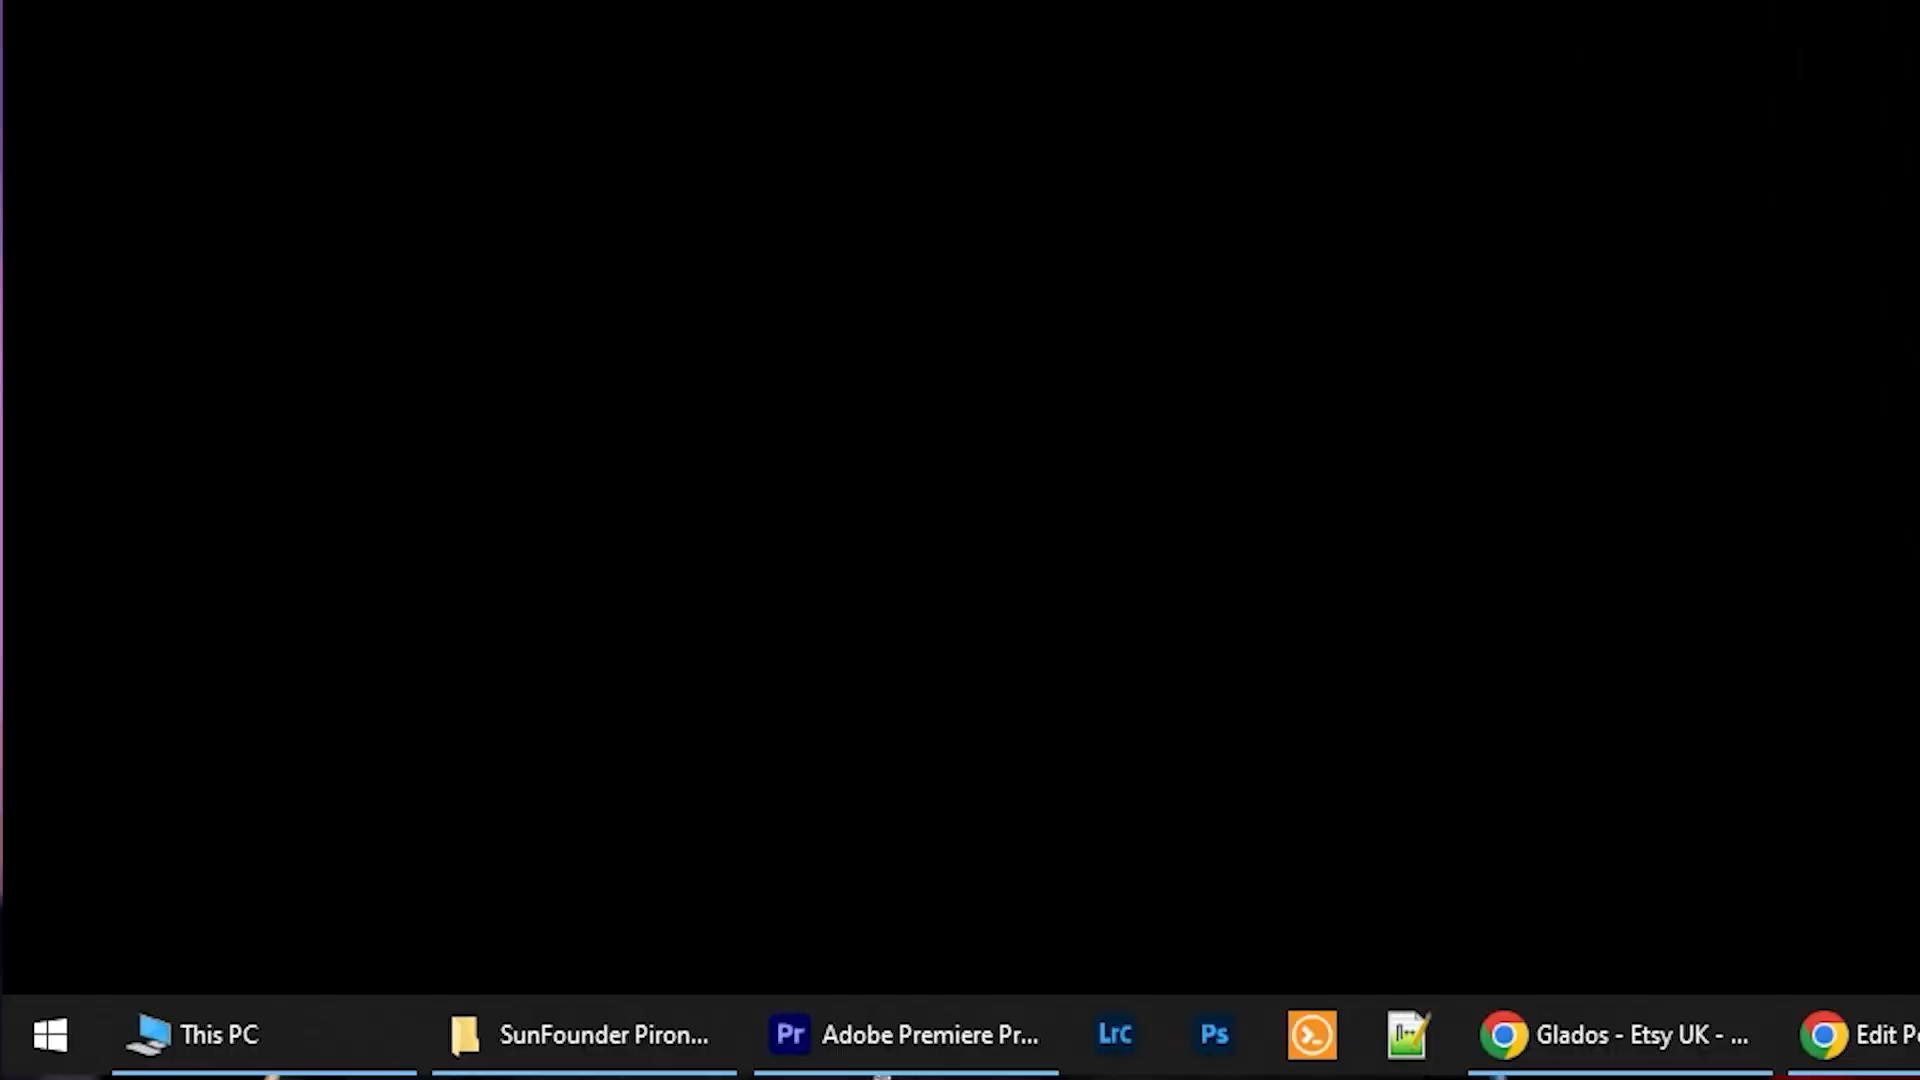 This PC
SunFounder Piron...
Pr
Adobe Premiere Pr...
Lrc
Ps
Glados - Etsy UK - ...
Edit